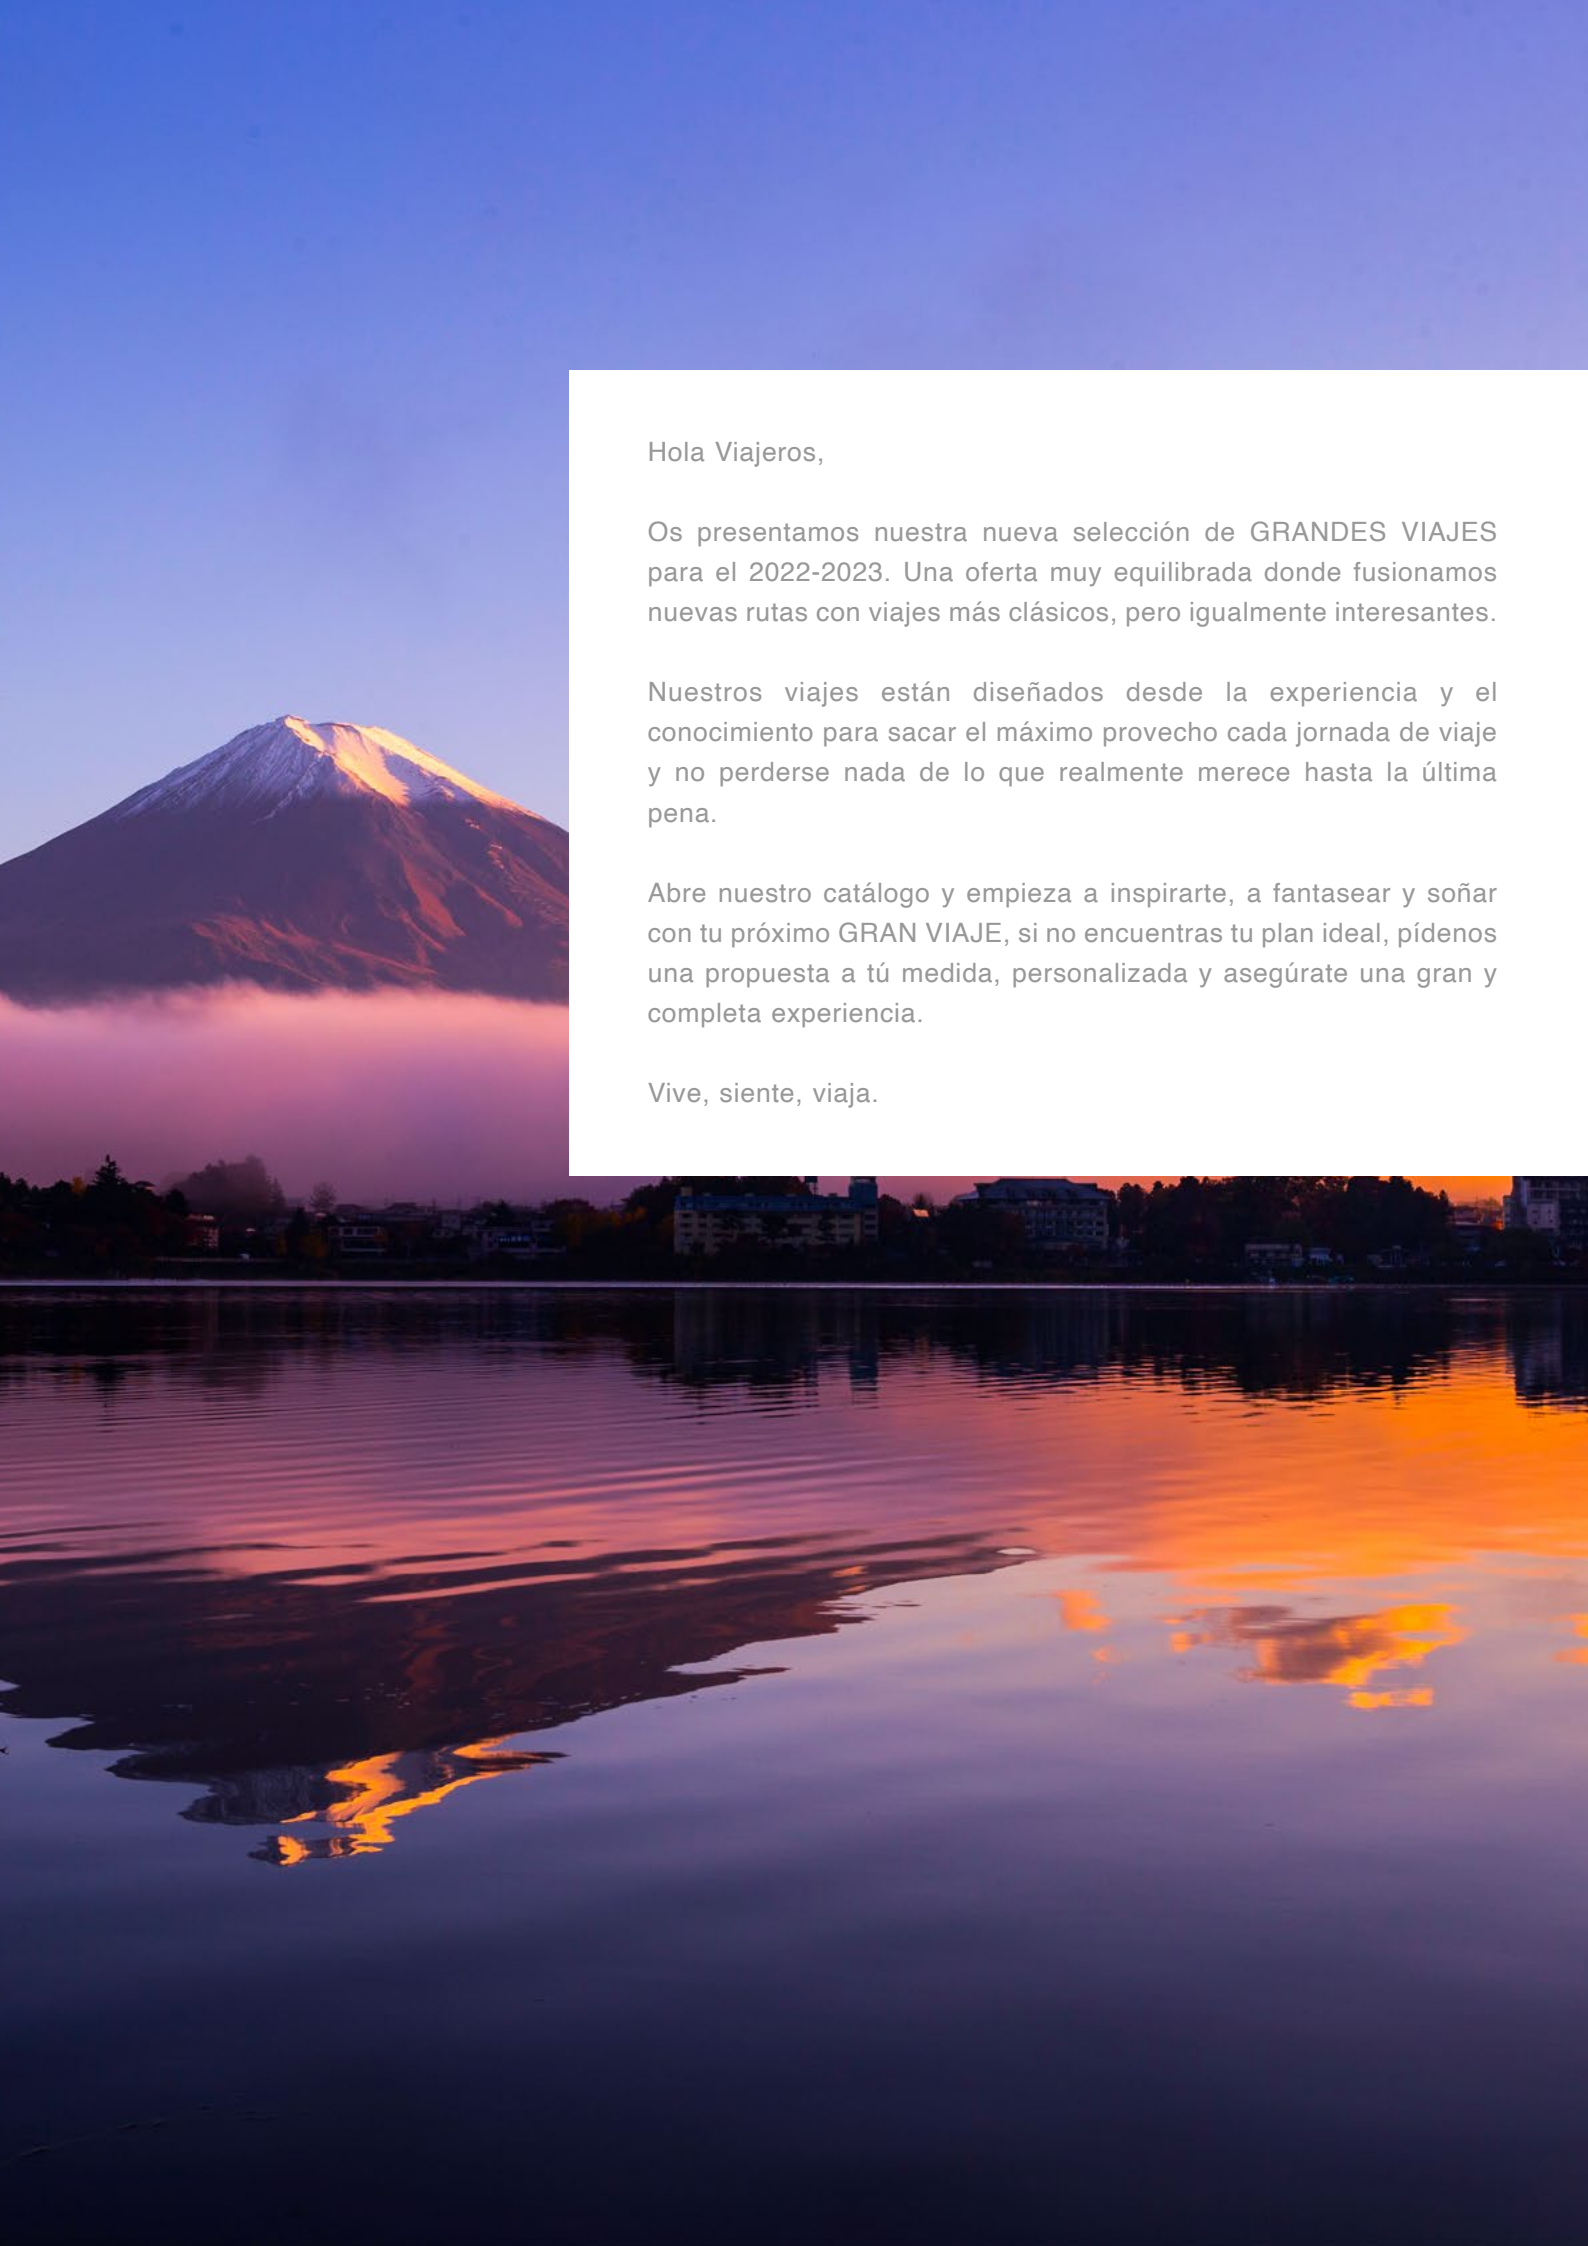 Hola Viajeros,
Os presentamos nuestra nueva selección de GRANDES VIAJES
para el 2022-2023. Una oferta muy equilibrada donde fusionamos
nuevas rutas con viajes más clásicos, pero igualmente interesantes.
Nuestros viajes están diseñados desde la experiencia y el
conocimiento para sacar el máximo provecho cada jornada de viaje
y no perderse nada de lo que realmente merece hasta la última
pena.
Abre nuestro catálogo y empieza a inspirarte, a fantasear y soñar
con tu próximo GRAN VIAJE, si no encuentras tu plan ideal, pídenos
una propuesta a tú medida, personalizada y asegúrate una gran y
completa experiencia.
Vive, siente, viaja.